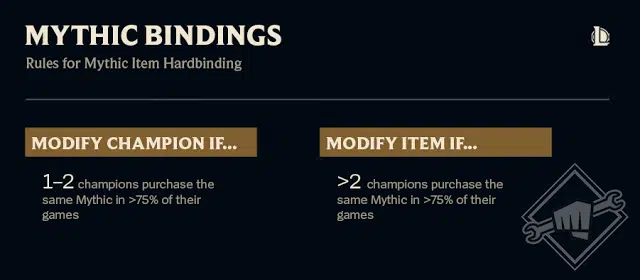 MYTHIC BINDINGS
Rules for Mythic Item Hardbinding
MODIFY CHAMPION IF...
1–2 champions purchase the
same Mythic in >75% of their
games
MODIFY ITEM IF...
>2 champions purchase the
same Mythic in >75% of their
games